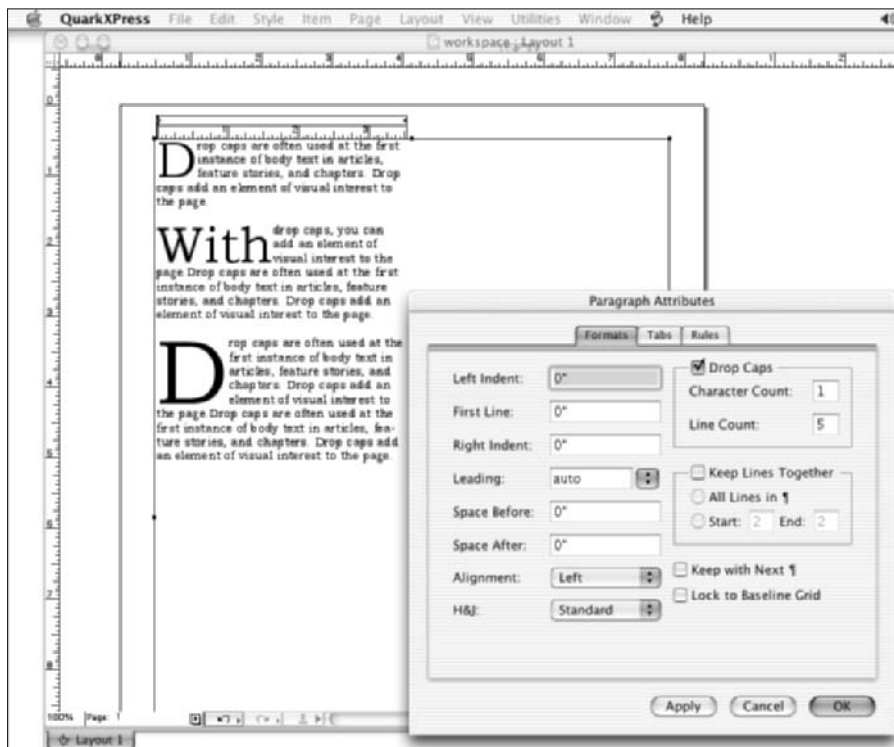 QuarkXPress File Edit Style Item Page Layout View Utilities Window Help
workspace : Layout 1
Drop caps are often used at the first
instance of body text in articles,
feature stories, and chapters. Drop
caps add an element of visual interest to
the page.
With drop caps, you can
add an element of
visual interest to the
page.Drop caps are often used at the first
instance of body text in articles, feature
stories, and chapters. Drop caps add an
element of visual interest to the page.
Drop caps are often used at the
first instance of body text in
articles, feature stories, and
chapters. Drop caps add an
element of visual interest to
the page.Drop caps are often used at the
first instance of body text in articles, fea-
ture stories, and chapters. Drop caps add
an element of visual interest to the page.
Paragraph Attributes
Formats Tabs Rules
Left Indent: 0"
First Line: 0"
Right Indent: 0"
Leading: auto
Space Before: 0"
Space After: 0"
Alignment: Left
H&J: Standard
Drop Caps
Character Count: 1
Line Count: 5
Keep Lines Together
All Lines in ¶
Start: 2 End: 2
Keep with Next ¶
Lock to Baseline Grid
Apply Cancel OK
100% Page: 1
Layout 1